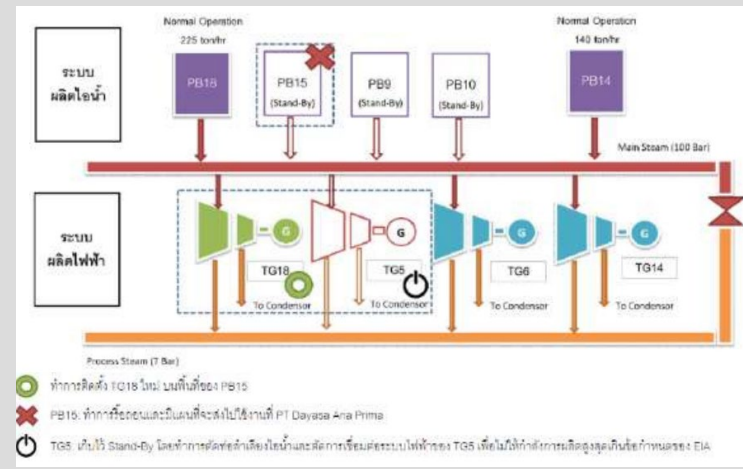 Normal Operation
225 ton/hr
Normal Operation
140 ton/hr
ระบบ
ผลิตไอน้ำ
PB18
PB15
(Stand-By)
PB9
(Stand-By)
PB10
(Stand-By)
PB14
Main Steam (100 Bar)
ระบบ
ผลิตไฟฟ้า
G
G
G
G
TG18
TG5
TG6
TG14
To Condensor
To Condensor
To Condensor
To Condensor
Process Steam (7 Bar)
ทำการติดตั้ง TG18 ใหม่ บนพื้นที่ของ PB15
PB15: ทำการรื้อถอนและมีแผนที่จะส่งไปใช้งานที่ PT Dayasa Aria Prima
TG5: เก็บไว้ Stand-By โดยทำการตัดท่อลำเลียงไอน้ำและตัดการเชื่อมต่อระบบไฟฟ้าของ TG5 เพื่อไม่ให้กำลังการผลิตสูงสุดเกินข้อกำหนดของ EIA